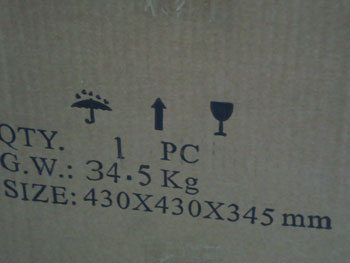 QTY. 1 PC
G.W.: 34.5 Kg
SIZE: 430X430X345 mm